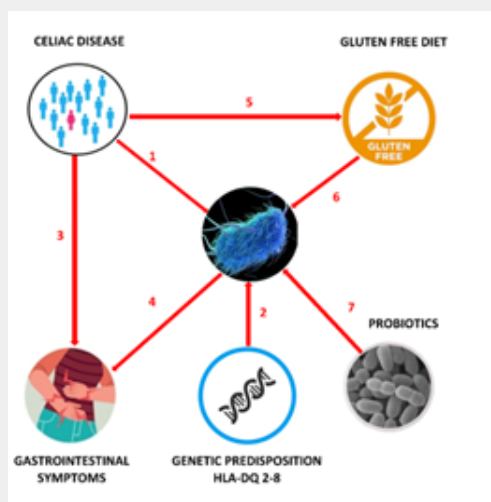 CELIAC DISEASE
GLUTEN FREE DIET
5
GLUTEN
FREE
1
6
3
4
2
7
PROBIOTICS
GASTROINTESTINAL
SYMPTOMS
GENETIC PREDISPOSITION
HLA-DQ 2-8